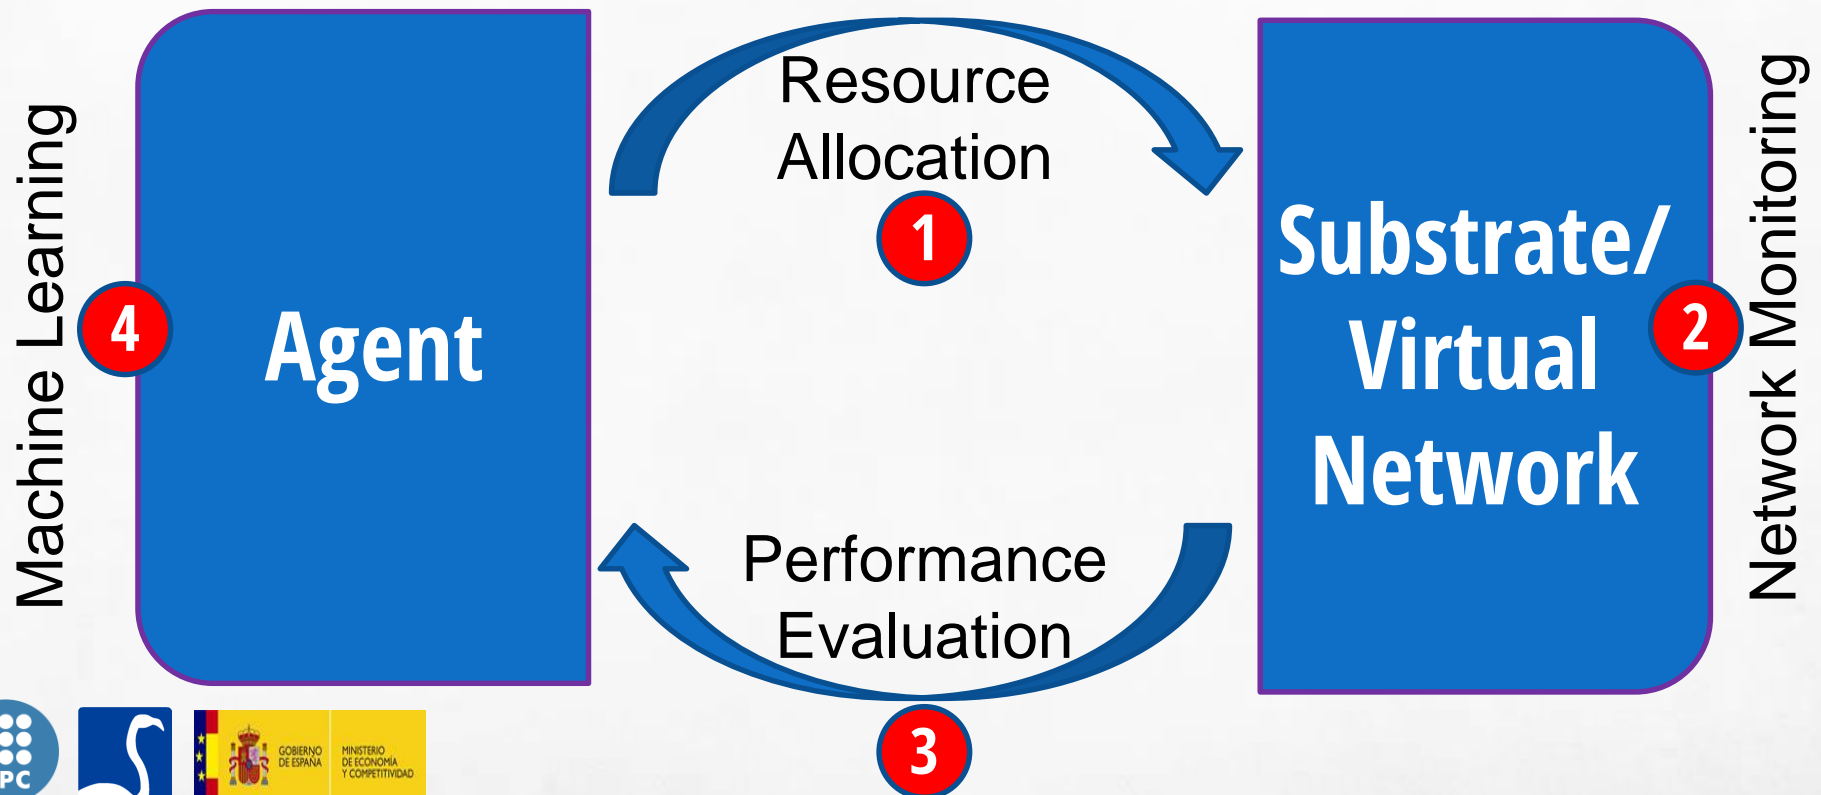 Machine Learning
4
Agent
Resource
Allocation
1
Substrate/
Virtual
Network
2
Network Monitoring
Performance
Evaluation
3
PC
GOBIERNO
DE ESPAÑA
MINISTERIO
DE ECONOMÍA
Y COMPETITIVIDAD